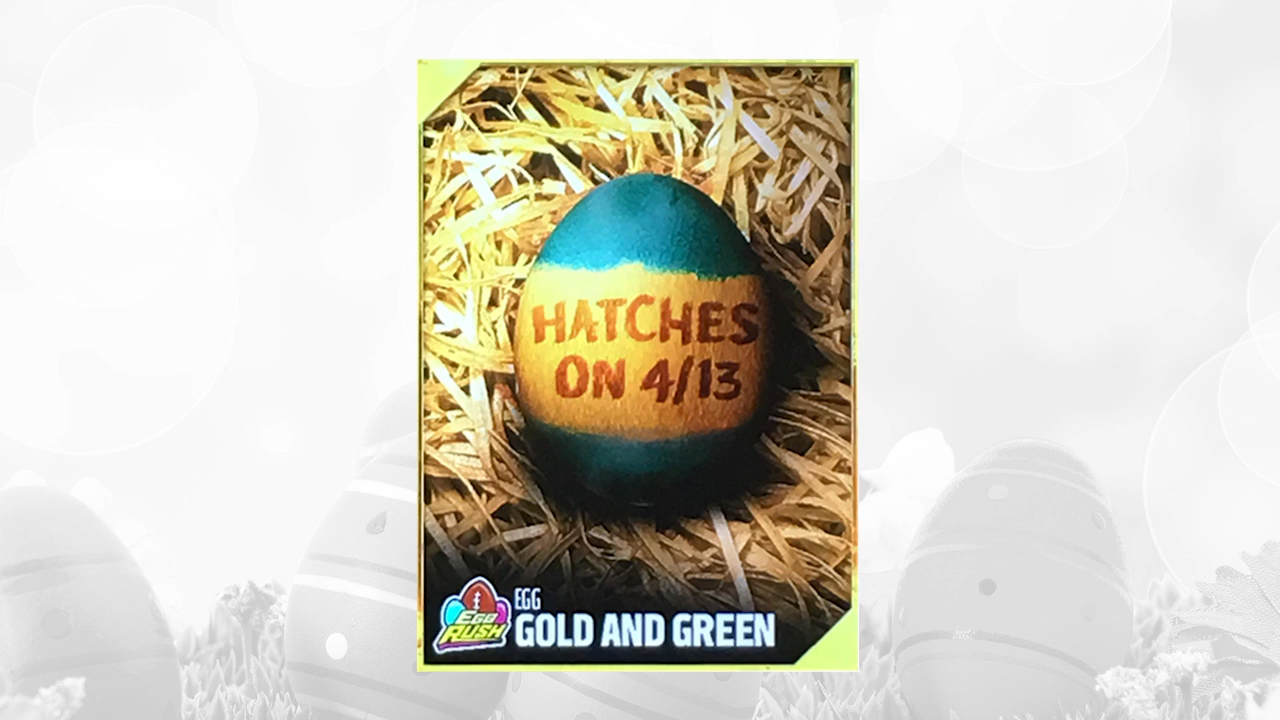 HATCHES
ON 4/13
EGG
RUSH
EGG
GOLD AND GREEN